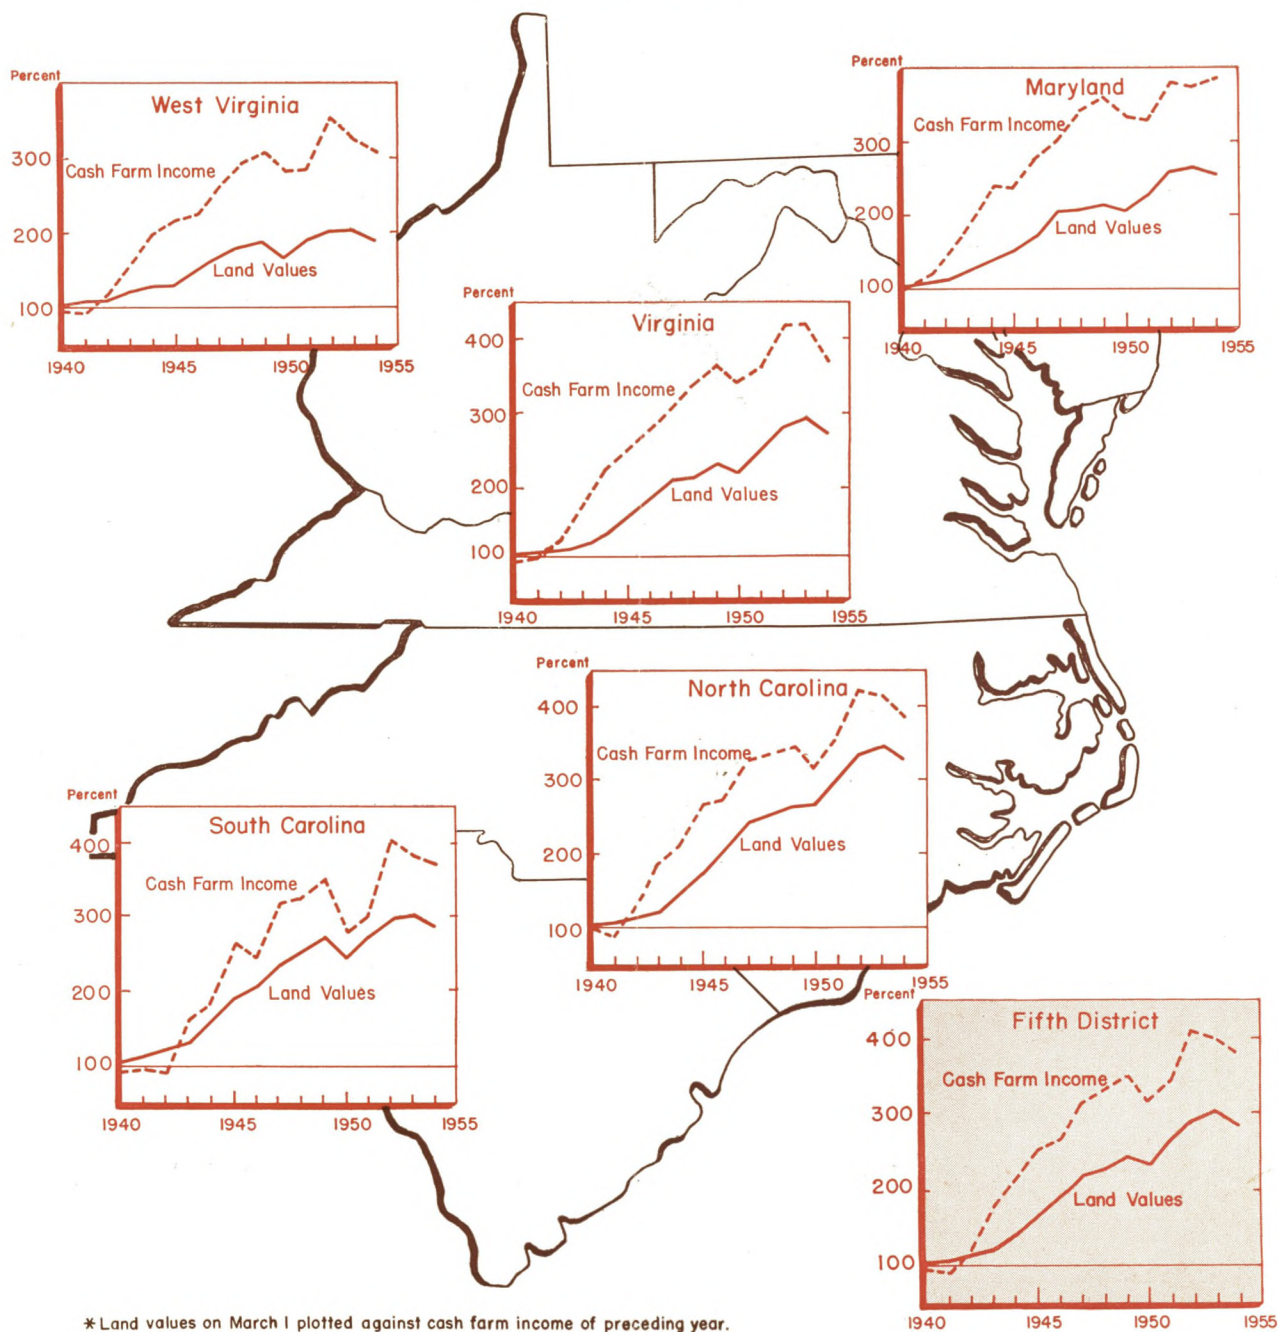 Percent
West Virginia
Cash Farm Income
300
200
Land Values
100
1940 1945 1950 1955
Percent
Maryland
Cash Farm Income
300
200
Land Values
100
1940 1945 1950 1955
Percent
Virginia
400
Cash Farm Income
300
200
Land Values
100
1940 1945 1950 1955
Percent
North Carolina
400
Cash Farm Income
300
Land Values
200
100
1940 1945 1950 1955
Percent
South Carolina
400
Cash Farm Income
300
200
Land Values
100
1940 1945 1950 1955
Percent
Fifth District
400
Cash Farm Income
300
200
Land Values
100
1940 1945 1950 1955
*Land values on March 1 plotted against cash farm income of preceding year.